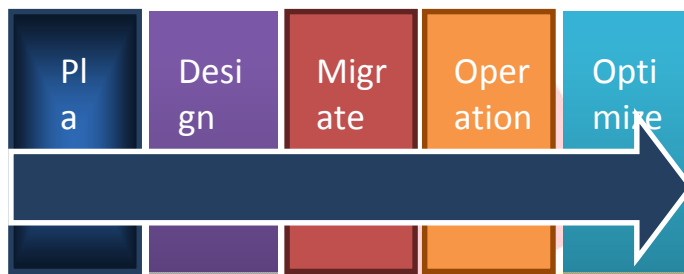 Pl
a
Desi
gn
Migr
ate
Oper
ation
Opti
mize